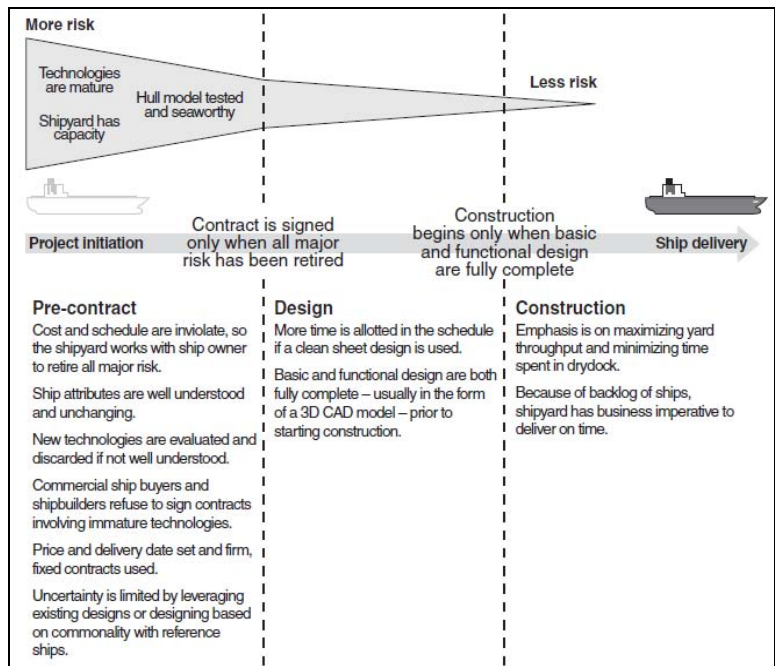 More risk
Technologies
are mature
Shipyard has
capacity
Hull model tested
and seaworthy
Less risk
Project initiation
Contract is signed
only when all major
risk has been retired
Construction
begins only when basic
and functional design
are fully complete
Ship delivery
Pre-contract
Cost and schedule are inviolate, so
the shipyard works with ship owner
to retire all major risk.
Ship attributes are well understood
and unchanging.
New technologies are evaluated and
discarded if not well understood.
Commercial ship buyers and
shipbuilders refuse to sign contracts
involving immature technologies.
Price and delivery date set and firm,
fixed contracts used.
Uncertainty is limited by leveraging
existing designs or designing based
on commonality with reference
ships.
Design
More time is allotted in the schedule
if a clean sheet design is used.
Basic and functional design are both
fully complete – usually in the form
of a 3D CAD model – prior to
starting construction.
Construction
Emphasis is on maximizing yard
throughput and minimizing time
spent in drydock.
Because of backlog of ships,
shipyard has business imperative to
deliver on time.